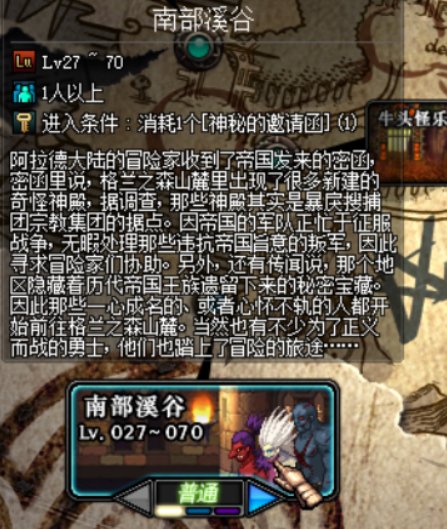 南部溪谷
Lv Lv27 ~ 70
1人以上
进入条件：消耗1个[神秘的邀请函] (1)
牛头怪乐
阿拉德大陆的冒险家收到了帝国发来的密函，
密函里说，格兰之森山麓里出现了很多新建的
奇怪神殿，据调查，那些神殿其实是暴戾搜捕
团宗教集团的据点。因帝国的军队正忙于征服
战争，无暇处理那些违抗帝国旨意的叛军，因此
寻求冒险家们协助。另外，还有传闻说，那个地
区隐藏着历代帝国王族遗留下来的秘密宝藏。
因此那些一心成名的、或者心怀不轨的人都开
始前往格兰之森山麓。当然也有不少为了正义
而战的勇士，他们也踏上了冒险的旅途……
南部溪谷
Lv. 027~070
普通